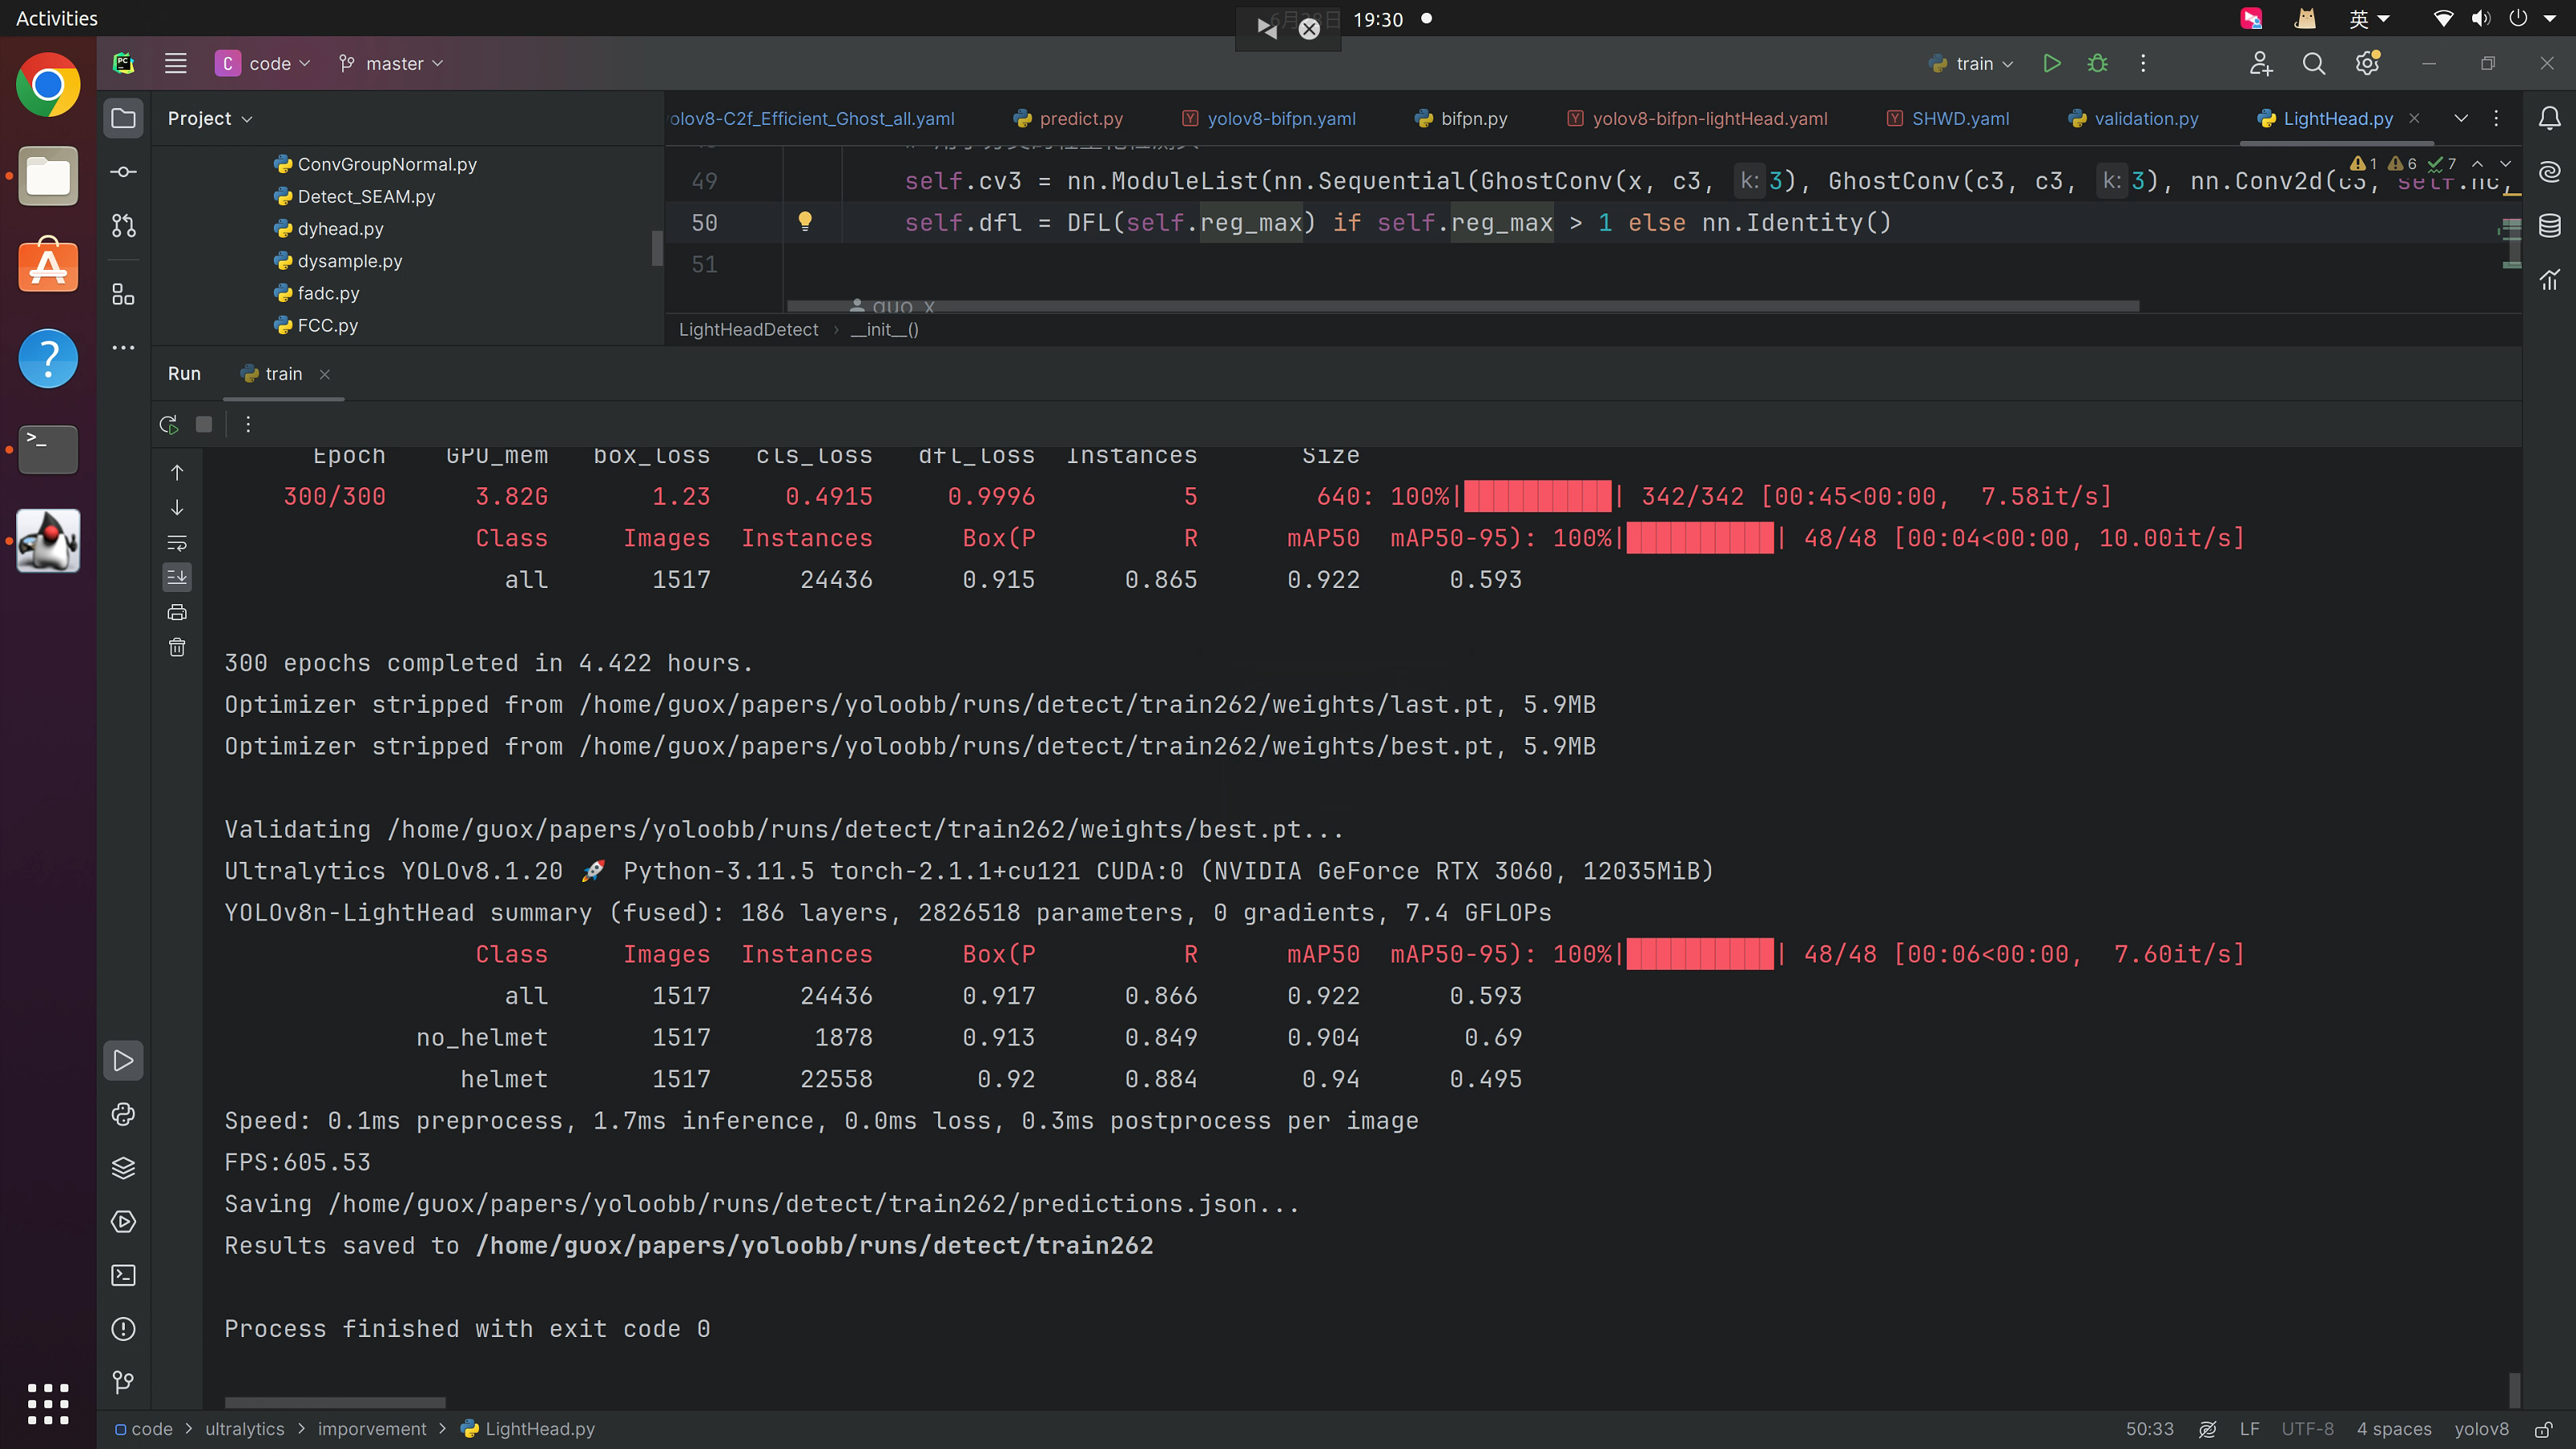 Activities
6月28日 19:30
英
code master
train
Project
olov8-C2f_Efficient_Ghost_all.yaml predict.py yolov8-bifpn.yaml bifpn.py yolov8-bifpn-lightHead.yaml SHWD.yaml validation.py LightHead.py
ConvGroupNormal.py
Detect_SEAM.py
dyhead.py
dysample.py
fadc.py
FCC.py
1 6 7
49 self.cv3 = nn.ModuleList(nn.Sequential(GhostConv(x, c3, k: 3), GhostConv(c3, c3, k: 3), nn.Conv2d(c3, self.nc,
50 self.dfl = DFL(self.reg_max) if self.reg_max > 1 else nn.Identity()
51
guo_x
LightHeadDetect › __init__()
Run train
Epoch GPU_mem box_loss cls_loss dfl_loss Instances Size
300/300 3.82G 1.23 0.4915 0.9996 5 640: 100%|██████████| 342/342 [00:45<00:00, 7.58it/s]
Class Images Instances Box(P R mAP50 mAP50-95): 100%|██████████| 48/48 [00:04<00:00, 10.00it/s]
all 1517 24436 0.915 0.865 0.922 0.593
300 epochs completed in 4.422 hours.
Optimizer stripped from /home/guox/papers/yoloobb/runs/detect/train262/weights/last.pt, 5.9MB
Optimizer stripped from /home/guox/papers/yoloobb/runs/detect/train262/weights/best.pt, 5.9MB
Validating /home/guox/papers/yoloobb/runs/detect/train262/weights/best.pt...
Ultralytics YOLOv8.1.20 🚀 Python-3.11.5 torch-2.1.1+cu121 CUDA:0 (NVIDIA GeForce RTX 3060, 12035MiB)
YOLOv8n-LightHead summary (fused): 186 layers, 2826518 parameters, 0 gradients, 7.4 GFLOPs
Class Images Instances Box(P R mAP50 mAP50-95): 100%|██████████| 48/48 [00:06<00:00, 7.60it/s]
all 1517 24436 0.917 0.866 0.922 0.593
no_helmet 1517 1878 0.913 0.849 0.904 0.69
helmet 1517 22558 0.92 0.884 0.94 0.495
Speed: 0.1ms preprocess, 1.7ms inference, 0.0ms loss, 0.3ms postprocess per image
FPS:605.53
Saving /home/guox/papers/yoloobb/runs/detect/train262/predictions.json...
Results saved to /home/guox/papers/yoloobb/runs/detect/train262
Process finished with exit code 0
code › ultralytics › imporvement › LightHead.py
50:33 LF UTF-8 4 spaces yolov8